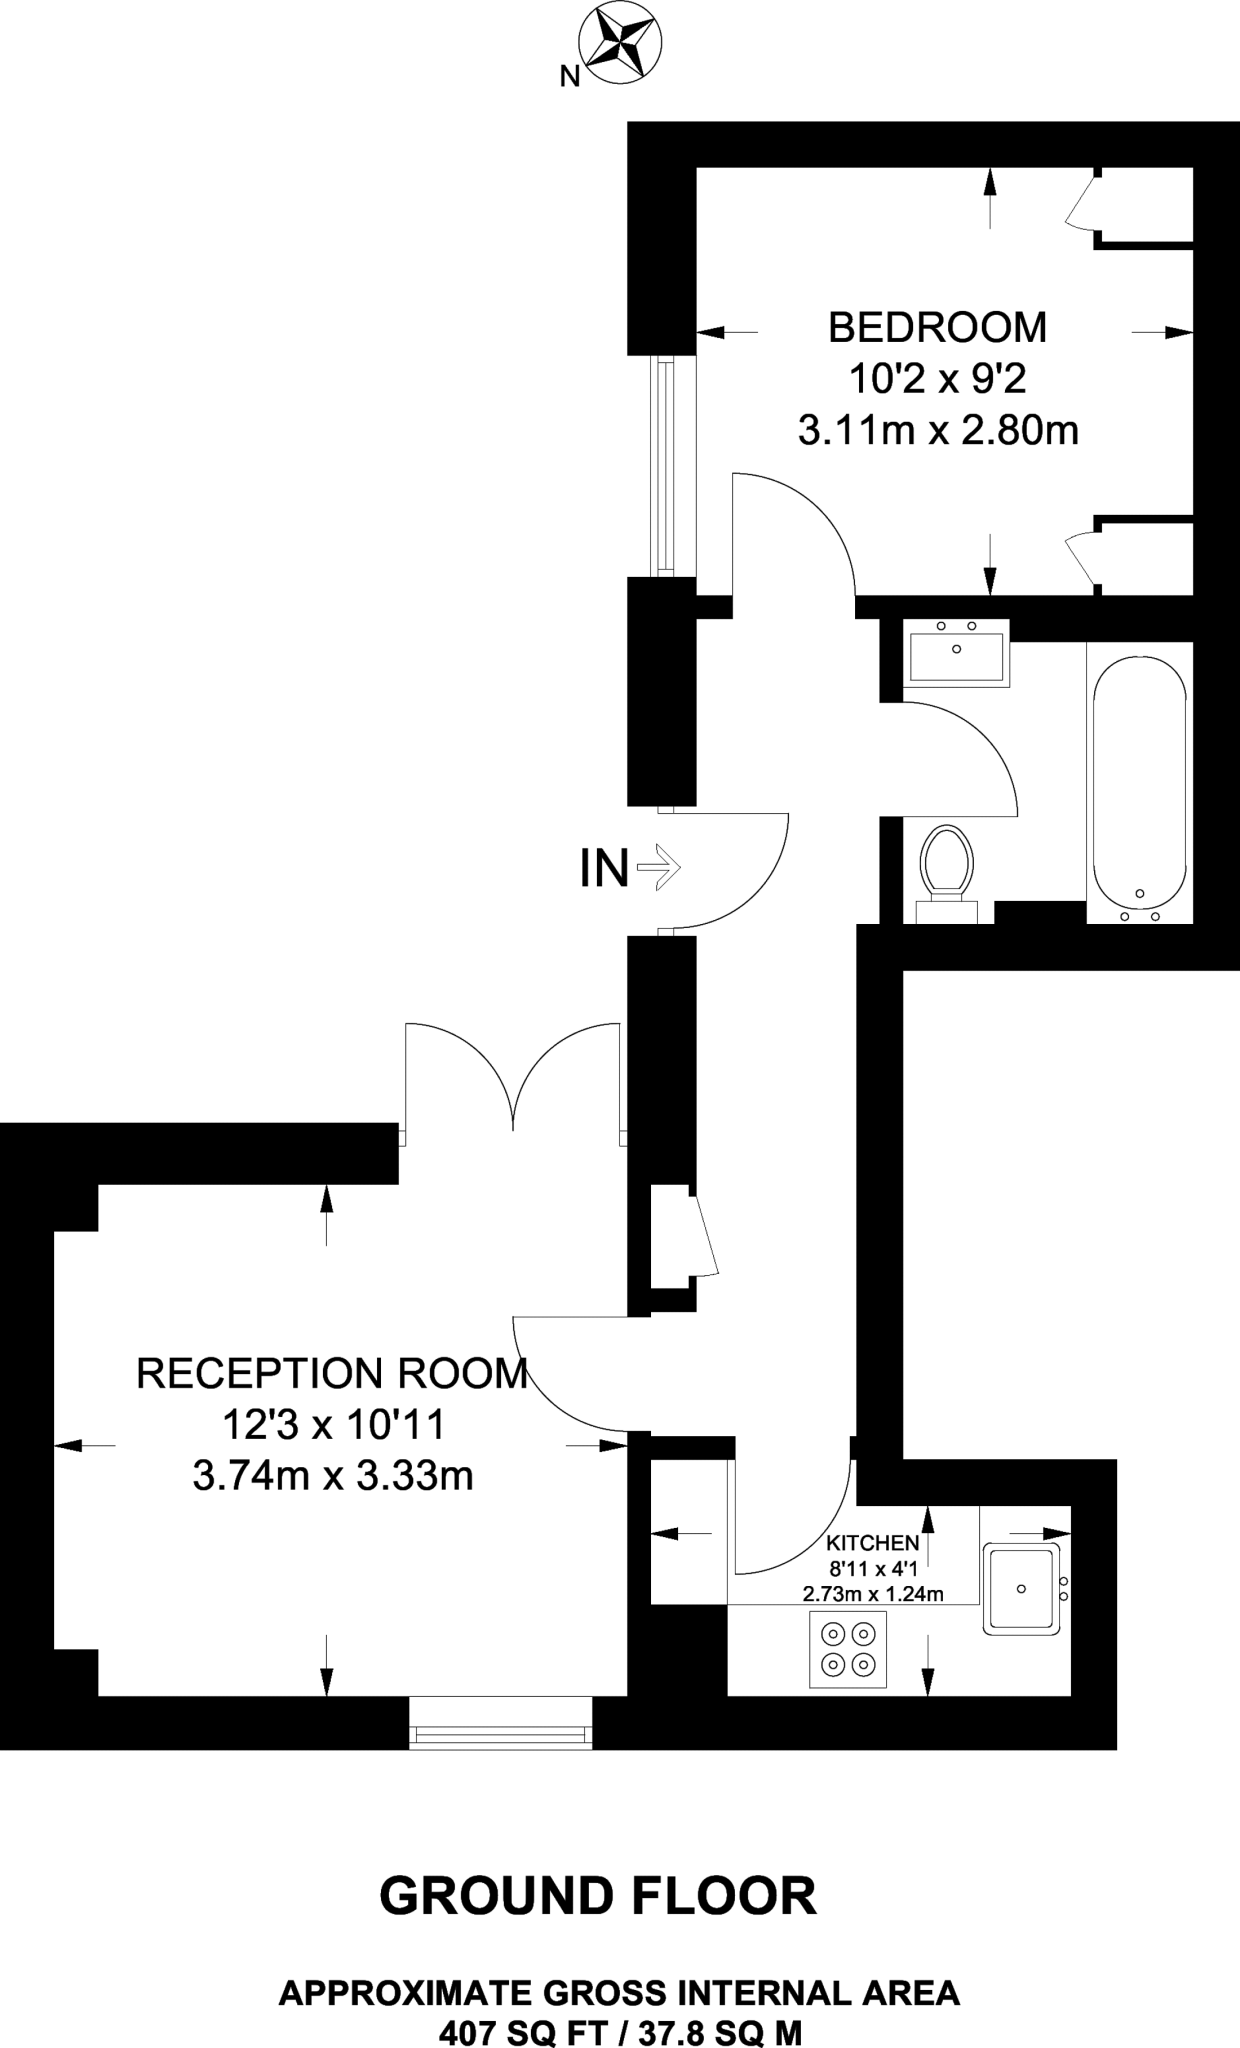 N
BEDROOM
10'2 x 9'2
3.11m x 2.80m
IN
RECEPTION ROOM
12'3 x 10'11
3.74m x 3.33m
KITCHEN
8'11 x 4'1
2.73m x 1.24m
GROUND FLOOR
APPROXIMATE GROSS INTERNAL AREA
407 SQ FT / 37.8 SQ M